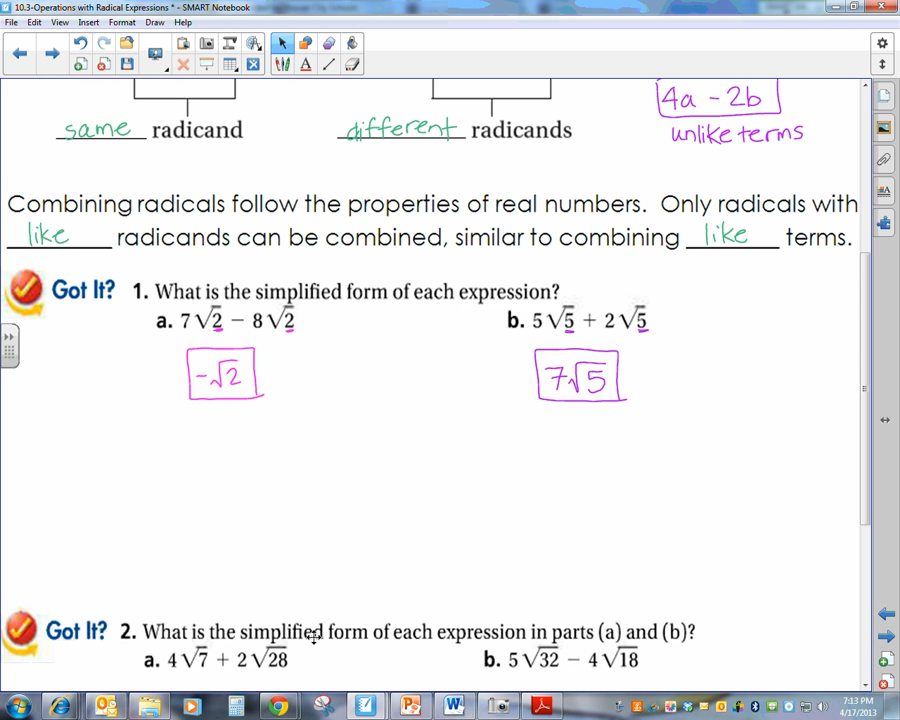 10.3-Operations with Radical Expressions * - SMART Notebook
File Edit View Insert Format Draw Help
4a - 2b
same radicand different radicands unlike terms
Combining radicals follow the properties of real numbers. Only radicals with
like radicands can be combined, similar to combining like terms.
Got It? 1. What is the simplified form of each expression?
a. 7√2 − 8√2 b. 5√5 + 2√5
-√2 7√5
Got It? 2. What is the simplified form of each expression in parts (a) and (b)?
a. 4√7 + 2√28 b. 5√32 − 4√18
7:13 PM
4/17/2013